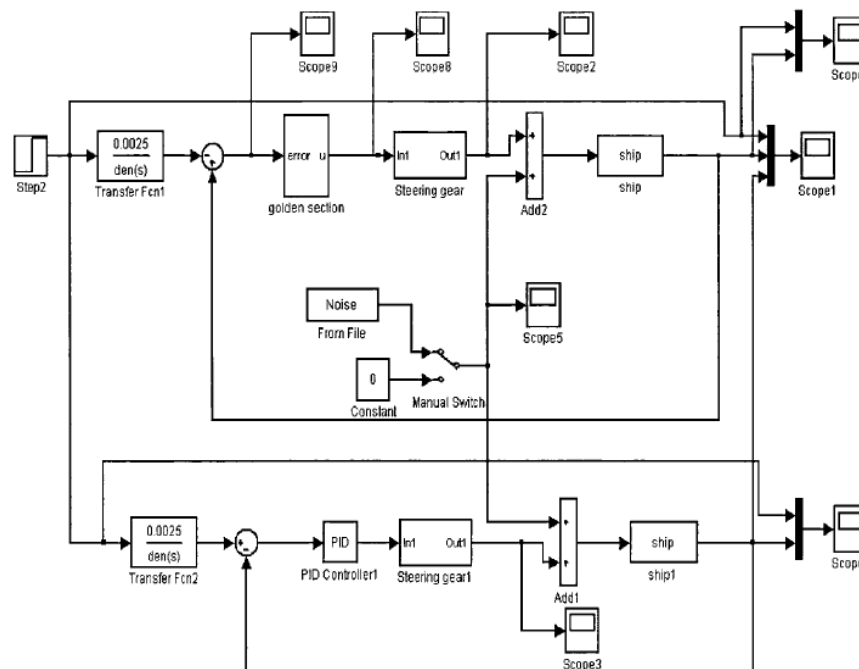 Scope9
Scope8
Scope2
Scope
Step2
0.0025
den(s)
Transfer Fcn1
error u
golden section
In1 Out1
Steering gear
Add2
ship
ship
Scope1
Noise
From File
0
Constant
Manual Switch
Scope5
0.0025
den(s)
Transfer Fcn2
PID
PID Controller1
In1 Out1
Steering gear1
Add1
ship
ship1
Scope
Scope3